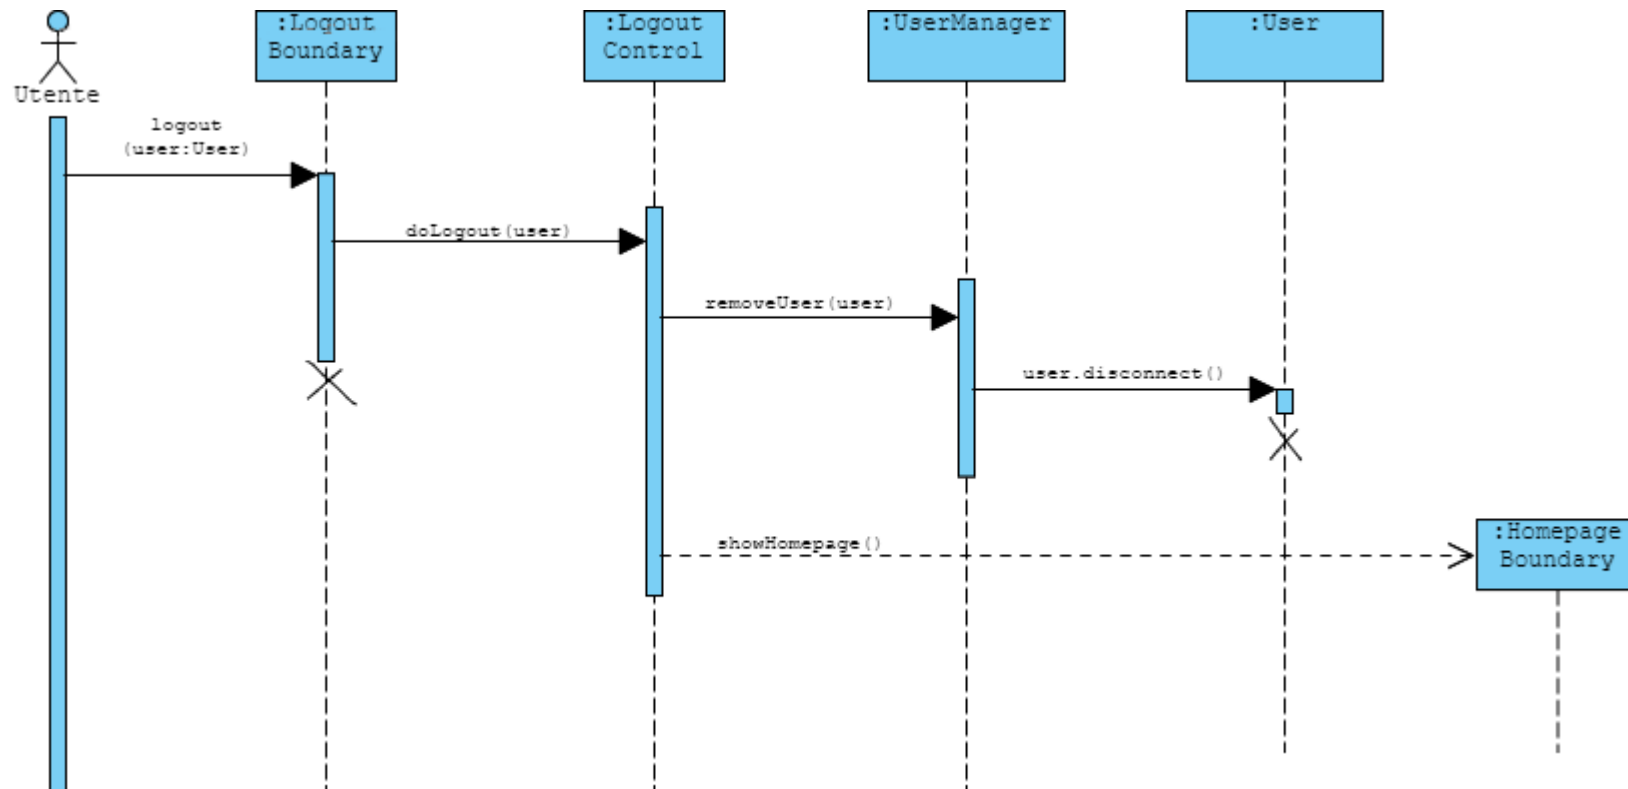 :Logout
Boundary
:Logout
Control
:UserManager
:User
Utente
logout
(user:User)
doLogout(user)
removeUser(user)
user.disconnect()
showHomepage()
:Homepage
Boundary